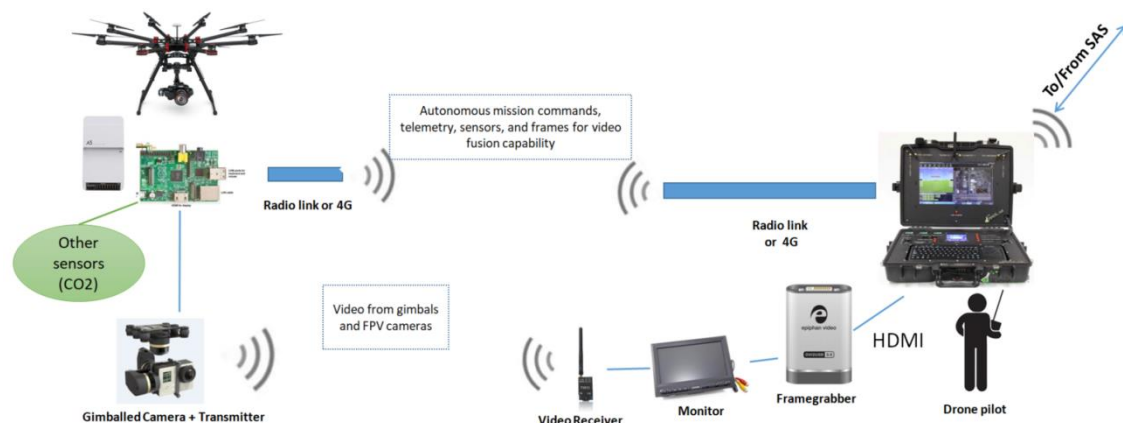 To/From SAS
Autonomous mission commands,
telemetry, sensors, and frames for video
fusion capability
Radio link or 4G
Radio link
or 4G
Other
sensors
(CO2)
Video from gimbals
and FPV cameras
epiphan video
HDMI
Gimballed Camera + Transmitter
Video Receiver
Monitor
Framegrabber
Drone pilot